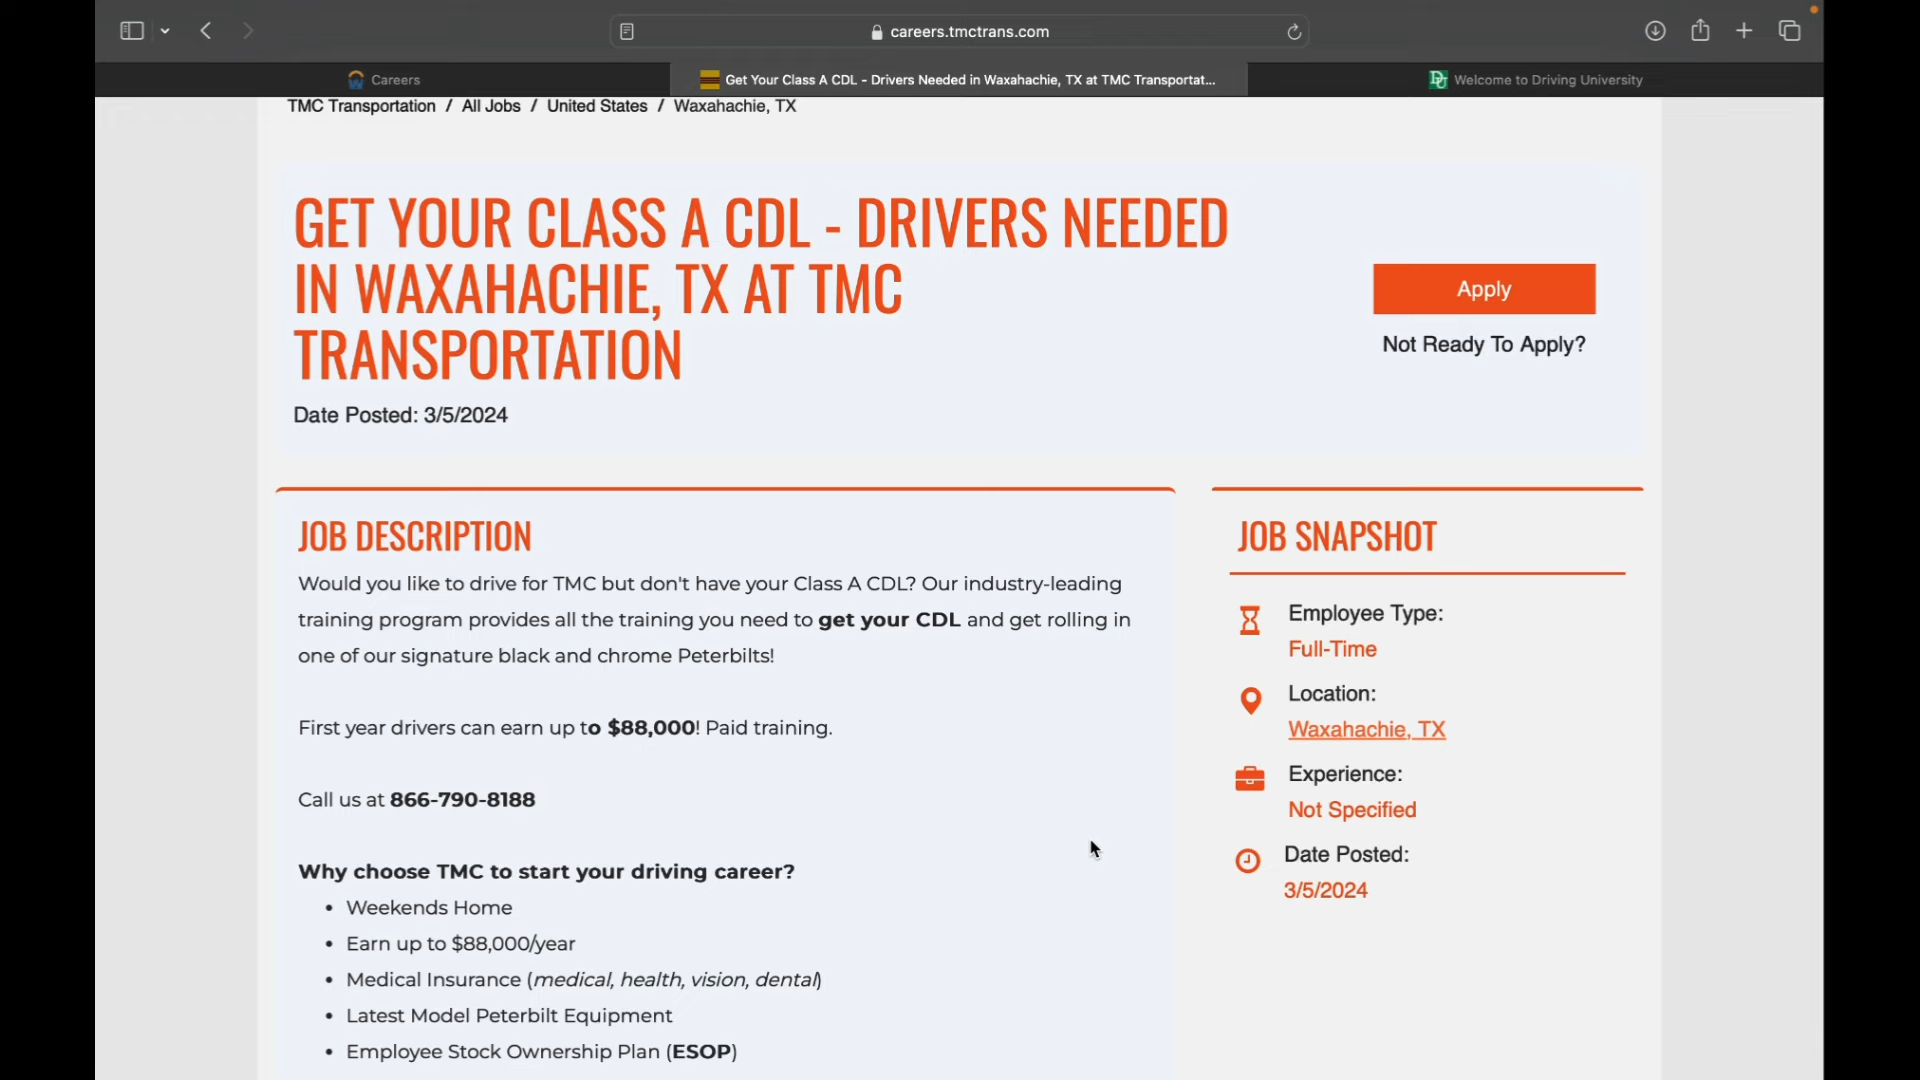 careers.tmctrans.com
Careers
Get Your Class A CDL - Drivers Needed in Waxahachie, TX at TMC Transportat...
Welcome to Driving University
TMC Transportation / All Jobs / United States / Waxahachie, TX
GET YOUR CLASS A CDL - DRIVERS NEEDED
IN WAXAHACHIE, TX AT TMC
TRANSPORTATION
Date Posted: 3/5/2024
Apply
Not Ready To Apply?
JOB DESCRIPTION
Would you like to drive for TMC but don't have your Class A CDL? Our industry-leading
training program provides all the training you need to get your CDL and get rolling in
one of our signature black and chrome Peterbilts!
First year drivers can earn up to $88,000! Paid training.
Call us at 866-790-8188
Why choose TMC to start your driving career?
• Weekends Home
• Earn up to $88,000/year
• Medical Insurance (medical, health, vision, dental)
• Latest Model Peterbilt Equipment
• Employee Stock Ownership Plan (ESOP)
JOB SNAPSHOT
Employee Type:
Full-Time
Location:
Waxahachie, TX
Experience:
Not Specified
Date Posted:
3/5/2024